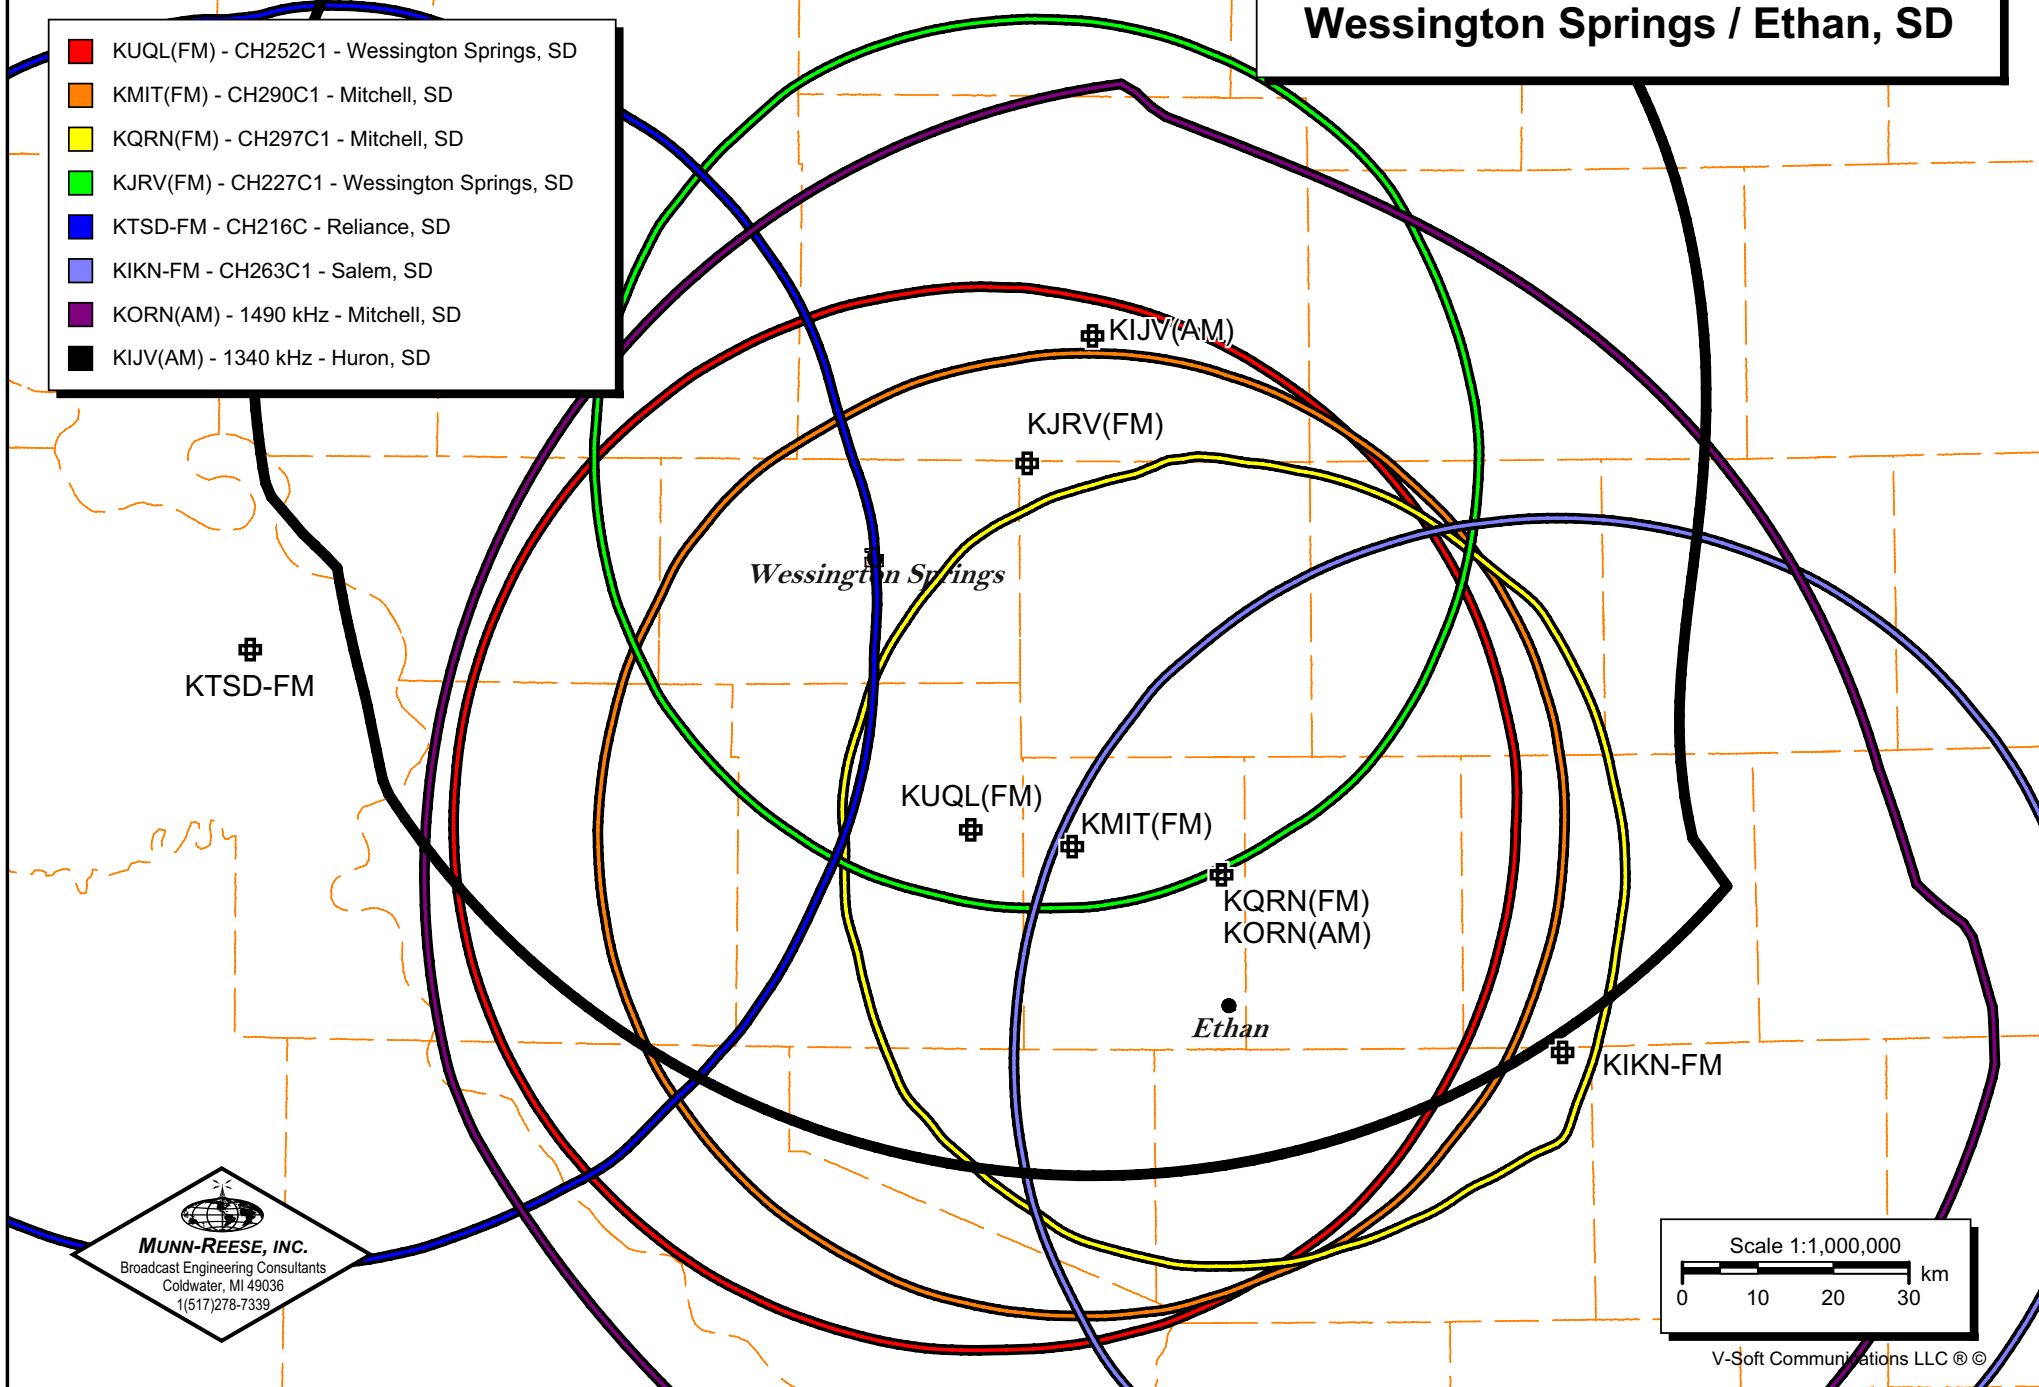 Wessington Springs / Ethan, SD
KUQL(FM) - CH252C1 - Wessington Springs, SD
KMIT(FM) - CH290C1 - Mitchell, SD
KQRN(FM) - CH297C1 - Mitchell, SD
KJRV(FM) - CH227C1 - Wessington Springs, SD
KTSD-FM - CH216C - Reliance, SD
KIKN-FM - CH263C1 - Salem, SD
KORN(AM) - 1490 kHz - Mitchell, SD
KIJV(AM) - 1340 kHz - Huron, SD
KIJV(AM)
KJRV(FM)
Wessington Springs
KTSD-FM
KUQL(FM)
KMIT(FM)
KQRN(FM)
KORN(AM)
Ethan
KIKN-FM
MUNN-REESE, INC.
Broadcast Engineering Consultants
Coldwater, MI 49036
1(517)278-7339
Scale 1:1,000,000
km
0 10 20 30
V-Soft Communications LLC ® ©